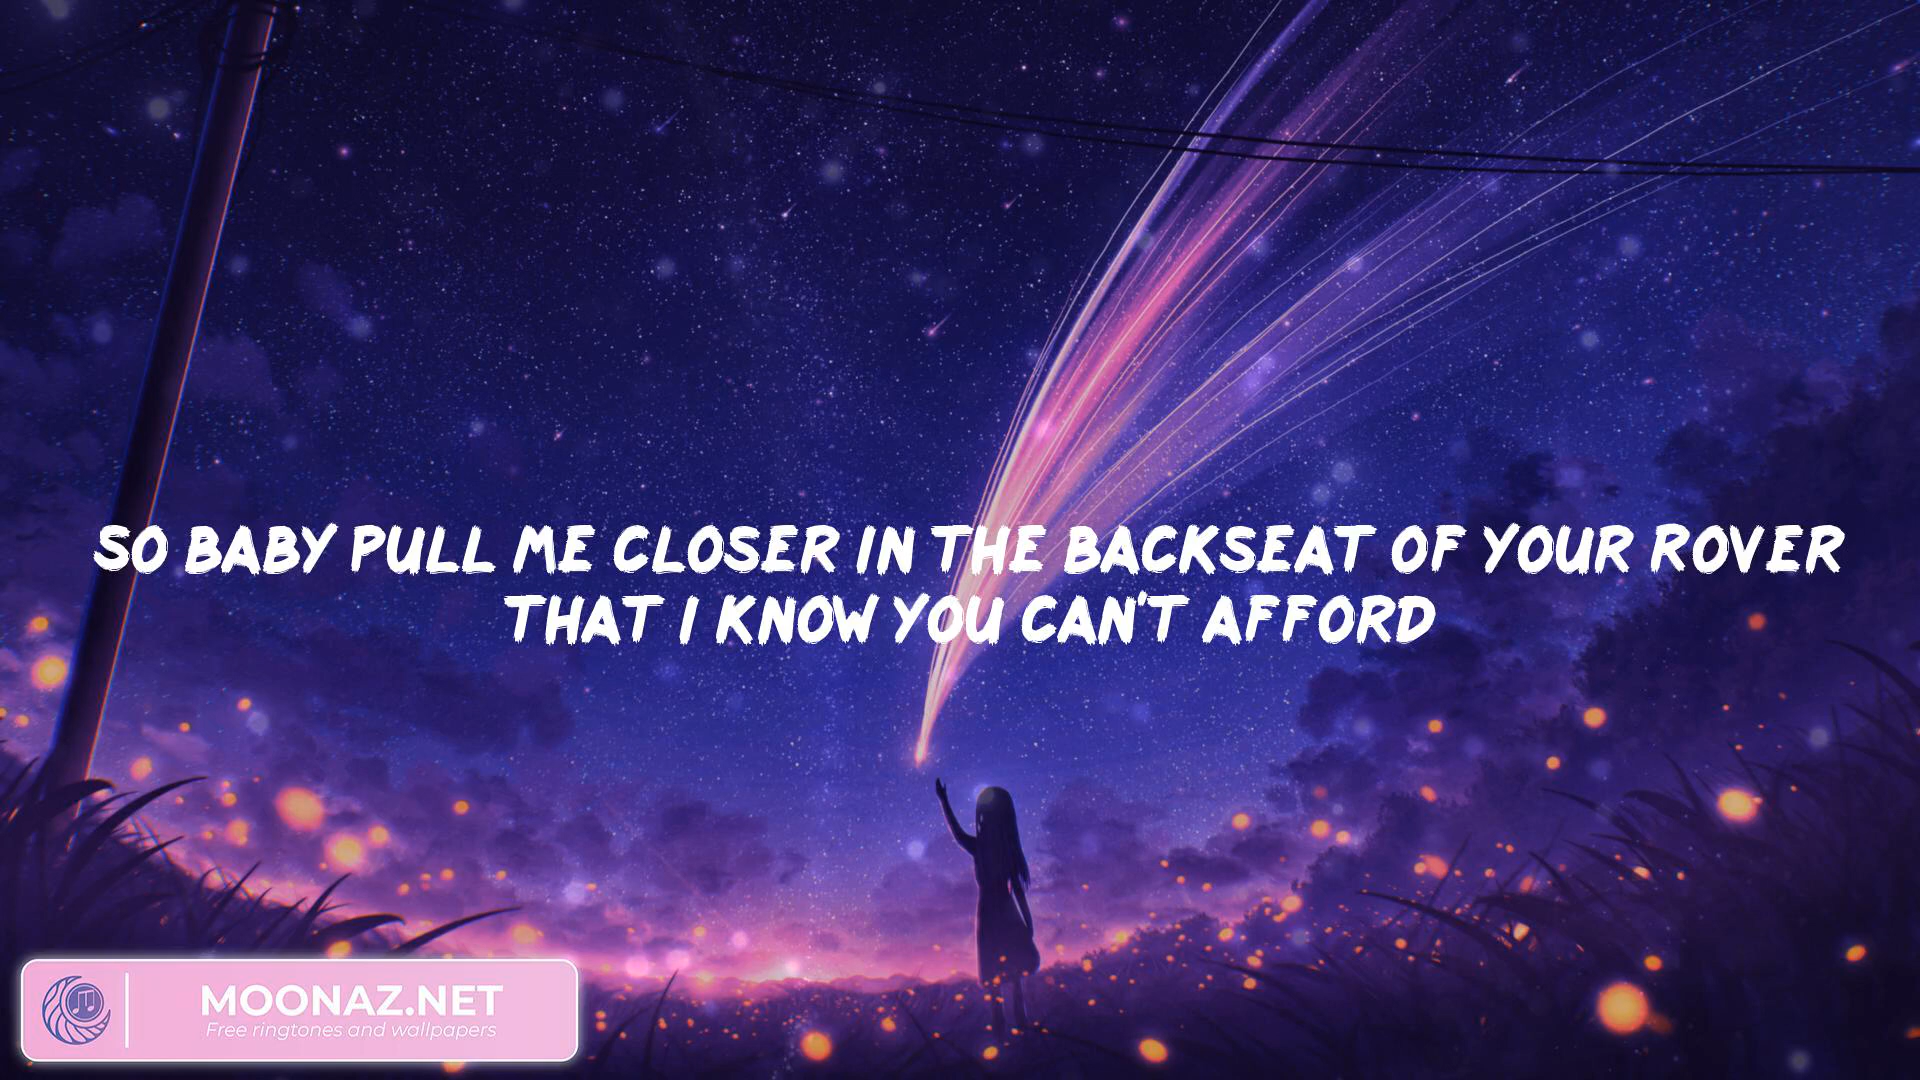 SO BABY PULL ME CLOSER IN THE BACKSEAT OF YOUR ROVER
THAT I KNOW YOU CAN'T AFFORD
MOONAZ.NET
Free ringtones and wallpapers